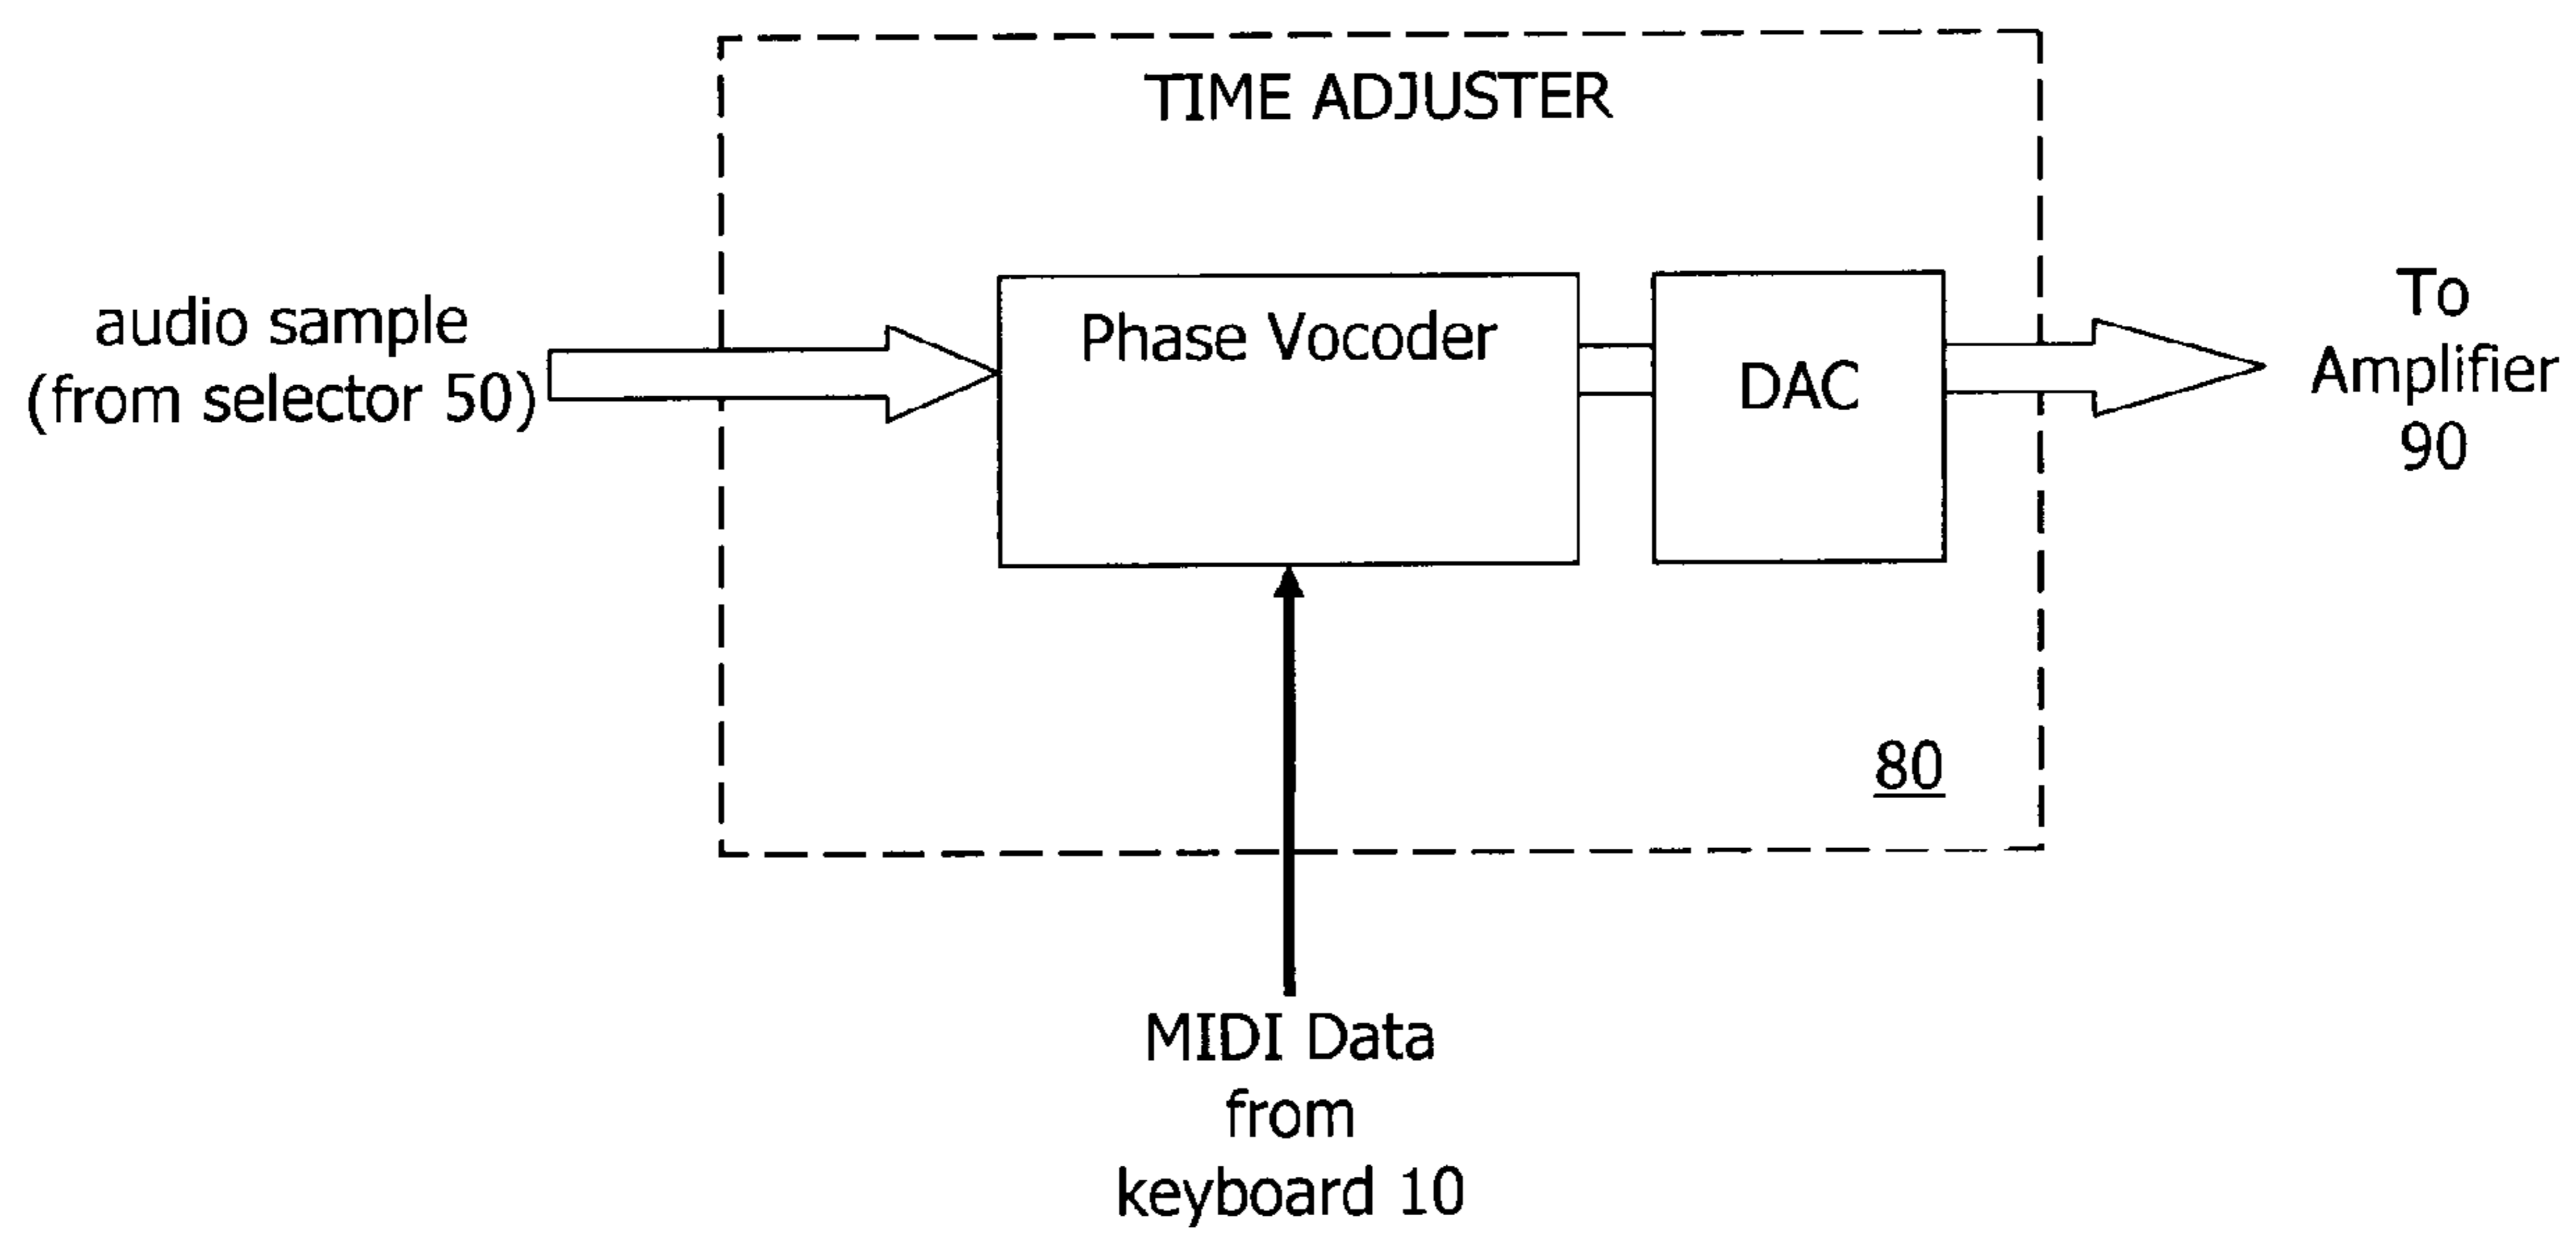 TIME ADJUSTER
audio sample
(from selector 50)
Phase Vocoder
DAC
To
Amplifier
90
80
MIDI Data
from
keyboard 10